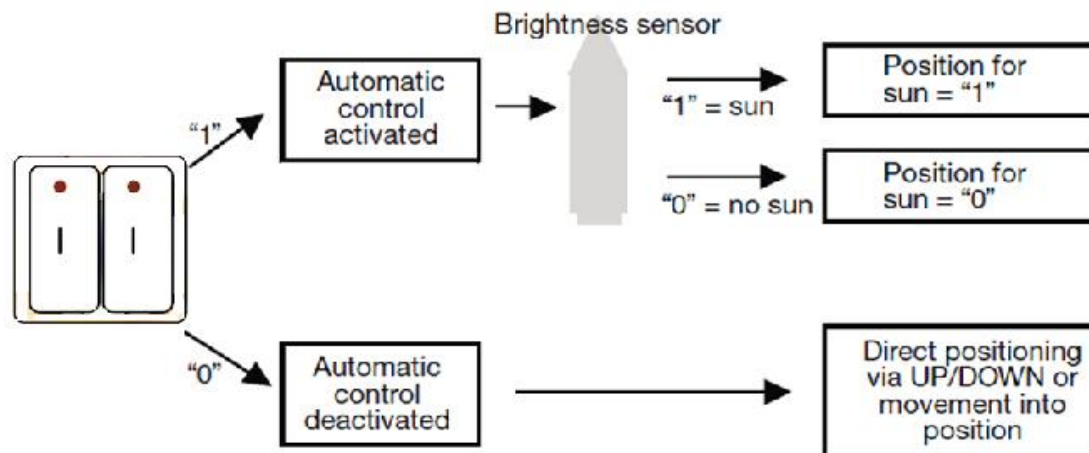 Brightness sensor
Automatic
control
activated
"1"
"1" = sun
Position for
sun = "1"
"0" = no sun
Position for
sun = "0"
"0"
Automatic
control
deactivated
Direct positioning
via UP/DOWN or
movement into
position